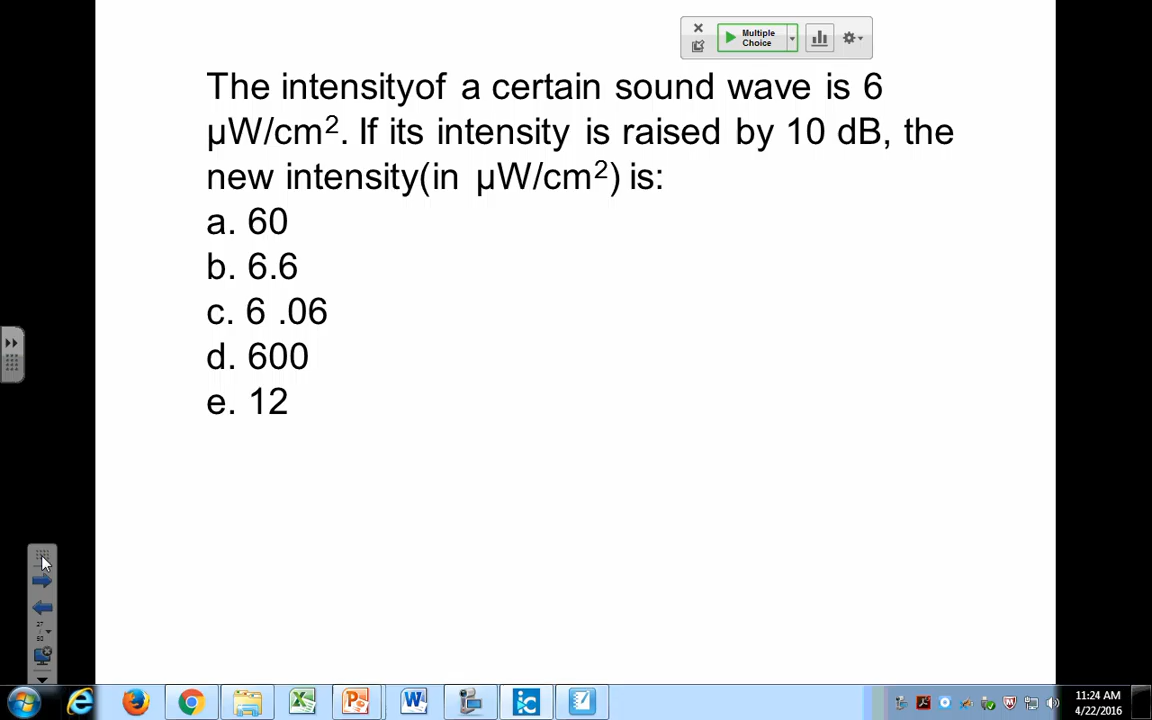 Multiple
Choice
The intensityof a certain sound wave is 6
µW/cm². If its intensity is raised by 10 dB, the
new intensity(in µW/cm²) is:
a. 60
b. 6.6
c. 6 .06
d. 600
e. 12
27
50
11:24 AM
4/22/2016